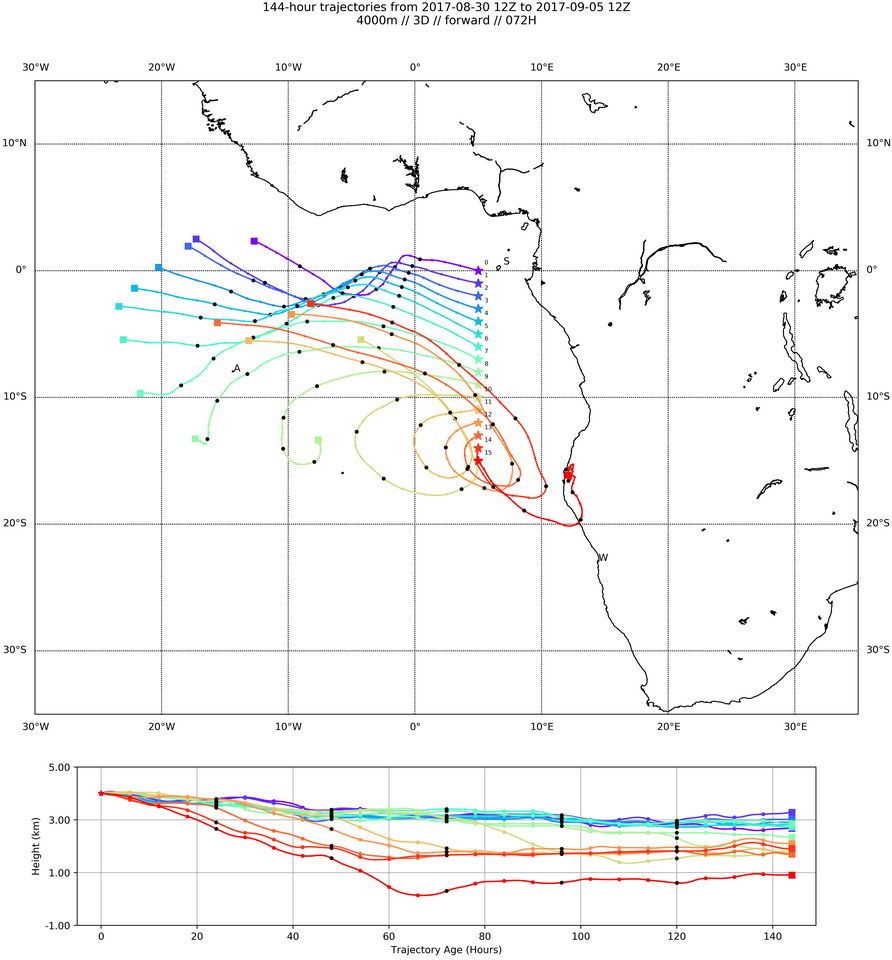 144-hour trajectories from 2017-08-30 12Z to 2017-09-05 12Z
4000m // 3D // forward // 072H
30°W 20°W 10°W 0° 10°E 20°E 30°E
10°N 10°N
0 S
0° 0°
1
5
6
7
A
8
9
10°S 10 10°S
11
12
13
14
15
20°S 20°S
W
30°S 30°S
30°W 20°W 10°W 0° 10°E 20°E 30°E
5.00
3.00
Height (km)
1.00
-1.00
0 20 40 60 80 100 120 140
Trajectory Age (Hours)